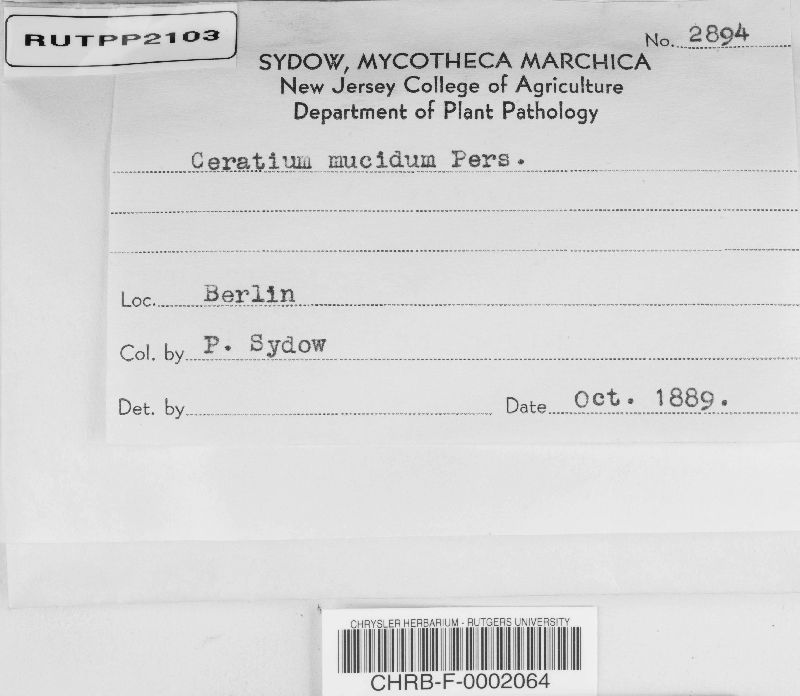 RUTPP2103
No. 2894
SYDOW, MYCOTHECA MARCHICA
New Jersey College of Agriculture
Department of Plant Pathology
Ceratium mucidum Pers.
Loc. Berlin
Col. by P. Sydow
Det. by Date Oct. 1889.
CHRYSLER HERBARIUM - RUTGERS UNIVERSITY
CHRB-F-0002064